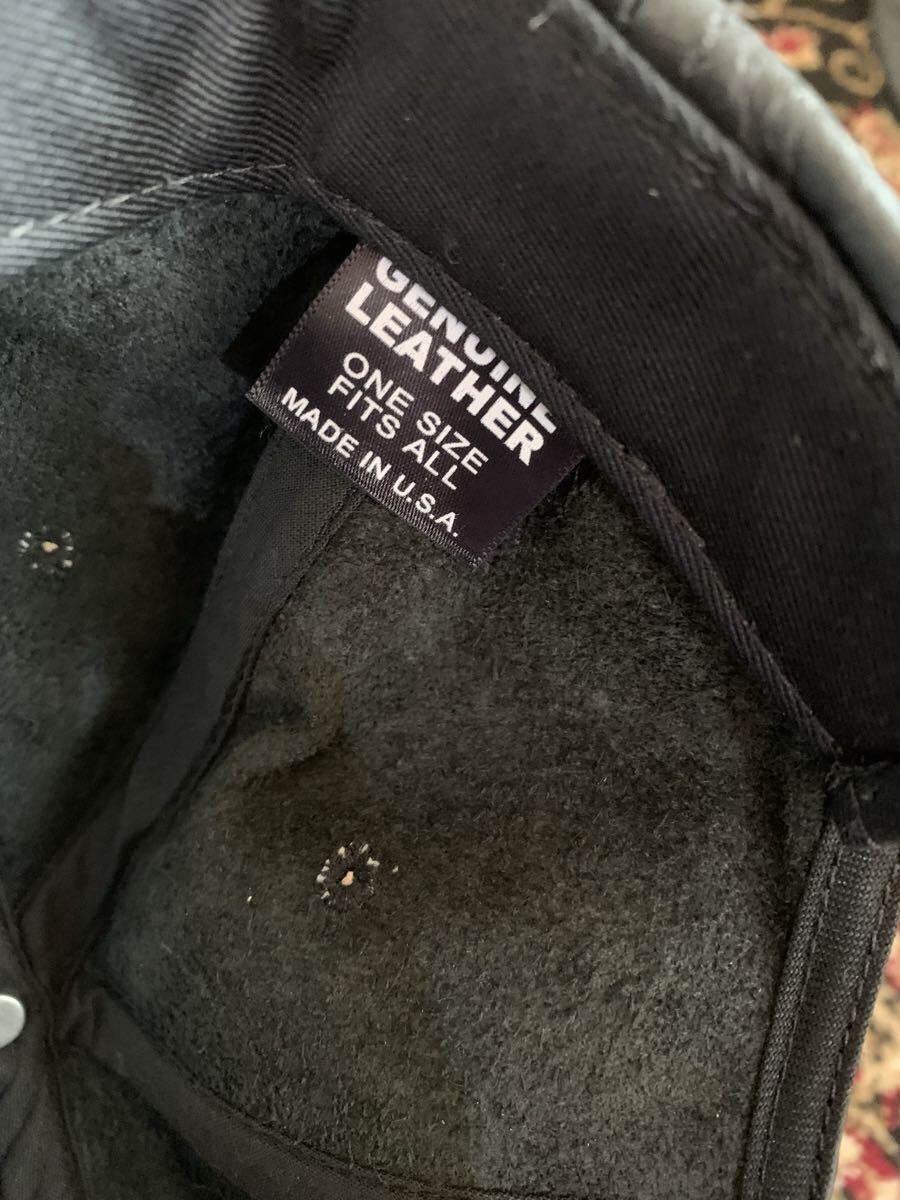 GENUINE
LEATHER
ONE SIZE
FITS ALL
MADE IN U.S.A.